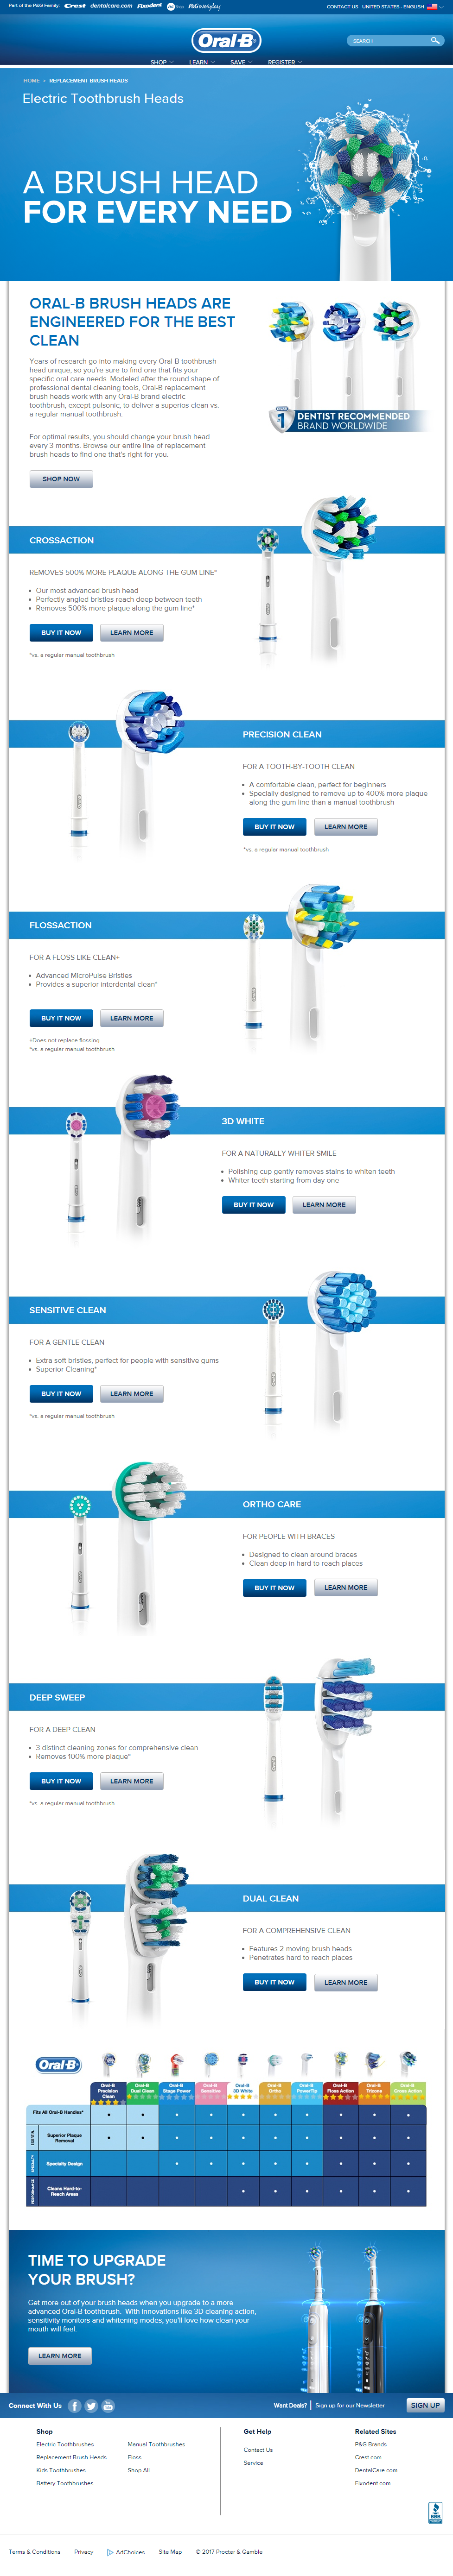 Part of the P&G Family: Crest dentalcare.com Fixodent P&G everyday
CONTACT US | UNITED STATES - ENGLISH
Oral-B
SEARCH
SHOP LEARN SAVE REGISTER
HOME > REPLACEMENT BRUSH HEADS
Electric Toothbrush Heads
A BRUSH HEAD
FOR EVERY NEED
ORAL-B BRUSH HEADS ARE
ENGINEERED FOR THE BEST
CLEAN
Years of research go into making every Oral-B toothbrush
head unique, so you're sure to find one that fits your
specific oral care needs. Modeled after the round shape of
professional dental cleaning tools, Oral-B replacement
brush heads work with any Oral-B brand electric
toothbrush, except pulsonic, to deliver a superios clean vs.
a regular manual toothbrush.
#1 DENTIST RECOMMENDED
BRAND WORLDWIDE
For optimal results, you should change your brush head
every 3 months. Browse our entire line of replacement
brush heads to find one that's right for you.
SHOP NOW
CROSSACTION
REMOVES 500% MORE PLAQUE ALONG THE GUM LINE*
• Our most advanced brush head
• Perfectly angled bristles reach deep between teeth
• Removes 500% more plaque along the gum line*
BUY IT NOW LEARN MORE
*vs. a regular manual toothbrush
PRECISION CLEAN
FOR A TOOTH-BY-TOOTH CLEAN
• A comfortable clean, perfect for beginners
• Specially designed to remove up to 400% more plaque
along the gum line than a manual toothbrush
BUY IT NOW LEARN MORE
*vs. a regular manual toothbrush
FLOSSACTION
FOR A FLOSS LIKE CLEAN+
• Advanced MicroPulse Bristles
• Provides a superior interdental clean*
BUY IT NOW LEARN MORE
+Does not replace flossing
*vs. a regular manual toothbrush
3D WHITE
FOR A NATURALLY WHITER SMILE
• Polishing cup gently removes stains to whiten teeth
• Whiter teeth starting from day one
BUY IT NOW LEARN MORE
SENSITIVE CLEAN
FOR A GENTLE CLEAN
• Extra soft bristles, perfect for people with sensitive gums
• Superior Cleaning*
BUY IT NOW LEARN MORE
*vs. a regular manual toothbrush
ORTHO CARE
FOR PEOPLE WITH BRACES
• Designed to clean around braces
• Clean deep in hard to reach places
BUY IT NOW LEARN MORE
DEEP SWEEP
FOR A DEEP CLEAN
• 3 distinct cleaning zones for comprehensive clean
• Removes 100% more plaque*
BUY IT NOW LEARN MORE
*vs. a regular manual toothbrush
DUAL CLEAN
FOR A COMPREHENSIVE CLEAN
• Features 2 moving brush heads
• Penetrates hard to reach places
BUY IT NOW LEARN MORE
Oral-B
Oral-B Precision Clean Oral-B Dual Clean Oral-B Stage Power Oral-B Sensitive Oral-B 3D White Oral-B Ortho Oral-B PowerTip Oral-B Floss Action Oral-B Tricone Oral-B Cross Action
Fits All Oral-B Handles*
Superior Plaque
Removal
Specialty Design
Cleans Hard-to-
Reach Areas
TIME TO UPGRADE
YOUR BRUSH?
Get more out of your brush heads when you upgrade to a more
advanced Oral-B toothbrush. With innovations like 3D cleaning action,
sensitivity monitors and whitening modes, you'll love how clean your
mouth will feel.
LEARN MORE
Connect With Us
Want Deals? | Sign up for our Newsletter SIGN UP
Shop
Electric Toothbrushes
Replacement Brush Heads
Kids Toothbrushes
Battery Toothbrushes
Manual Toothbrushes
Floss
Shop All
Get Help
Contact Us
Service
Related Sites
P&G Brands
Crest.com
DentalCare.com
Fixodent.com
BBB
Terms & Conditions Privacy AdChoices Site Map © 2017 Procter & Gamble